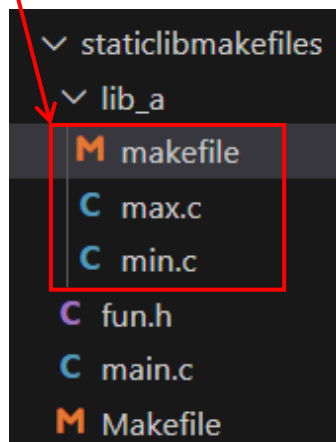 staticlibmakefiles
lib_a
M makefile
C max.c
C min.c
C fun.h
C main.c
M Makefile